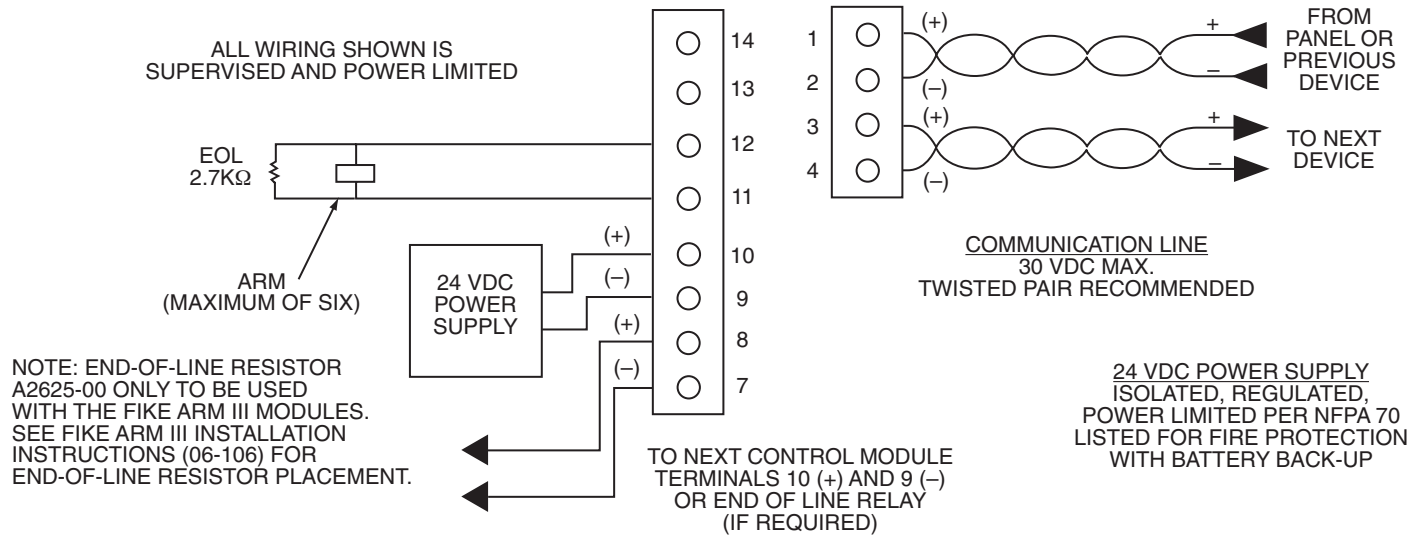 ALL WIRING SHOWN IS
SUPERVISED AND POWER LIMITED
EOL
2.7KΩ
ARM
(MAXIMUM OF SIX)
24 VDC
POWER
SUPPLY
(+)
(–)
(+)
(–)
14
13
12
11
10
9
8
7
NOTE: END-OF-LINE RESISTOR
A2625-00 ONLY TO BE USED
WITH THE FIKE ARM III MODULES.
SEE FIKE ARM III INSTALLATION
INSTRUCTIONS (06-106) FOR
END-OF-LINE RESISTOR PLACEMENT.
TO NEXT CONTROL MODULE
TERMINALS 10 (+) AND 9 (–)
OR END OF LINE RELAY
(IF REQUIRED)
1
2
3
4
(+)
(–)
(+)
(–)
+
–
+
–
FROM
PANEL OR
PREVIOUS
DEVICE
TO NEXT
DEVICE
COMMUNICATION LINE
30 VDC MAX.
TWISTED PAIR RECOMMENDED
24 VDC POWER SUPPLY
ISOLATED, REGULATED,
POWER LIMITED PER NFPA 70
LISTED FOR FIRE PROTECTION
WITH BATTERY BACK-UP